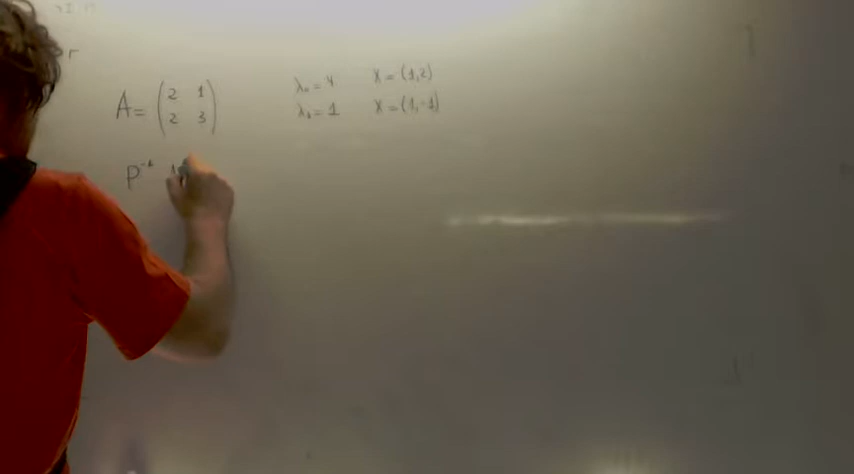 A = ( 2 1
2 3 )
λ₁ = 4 X = (1,2)
λ₂ = 1 X = (1,-1)
P⁻¹